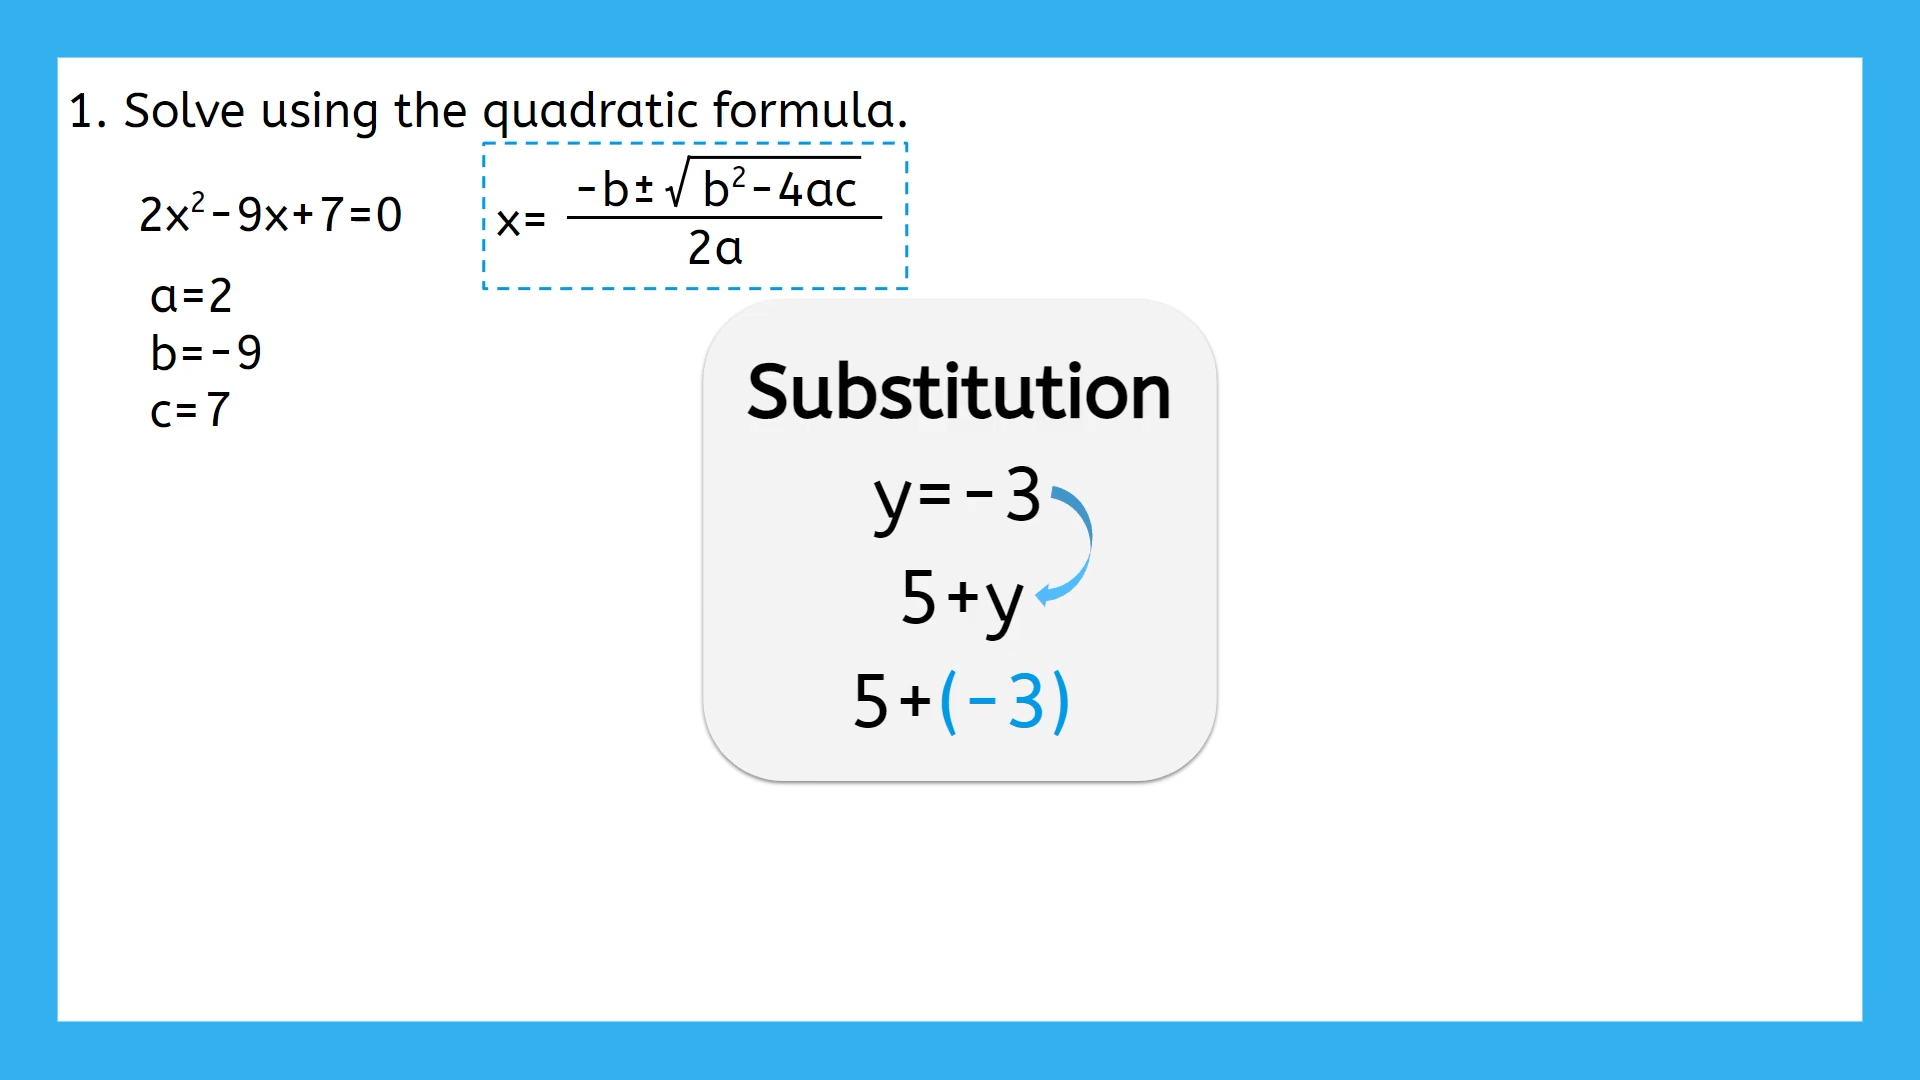 1. Solve using the quadratic formula.
2x²-9x+7=0
x= -b±√b²-4ac
2a
a=2
b=-9
c=7
Substitution
y=-3
5+y
5+(-3)